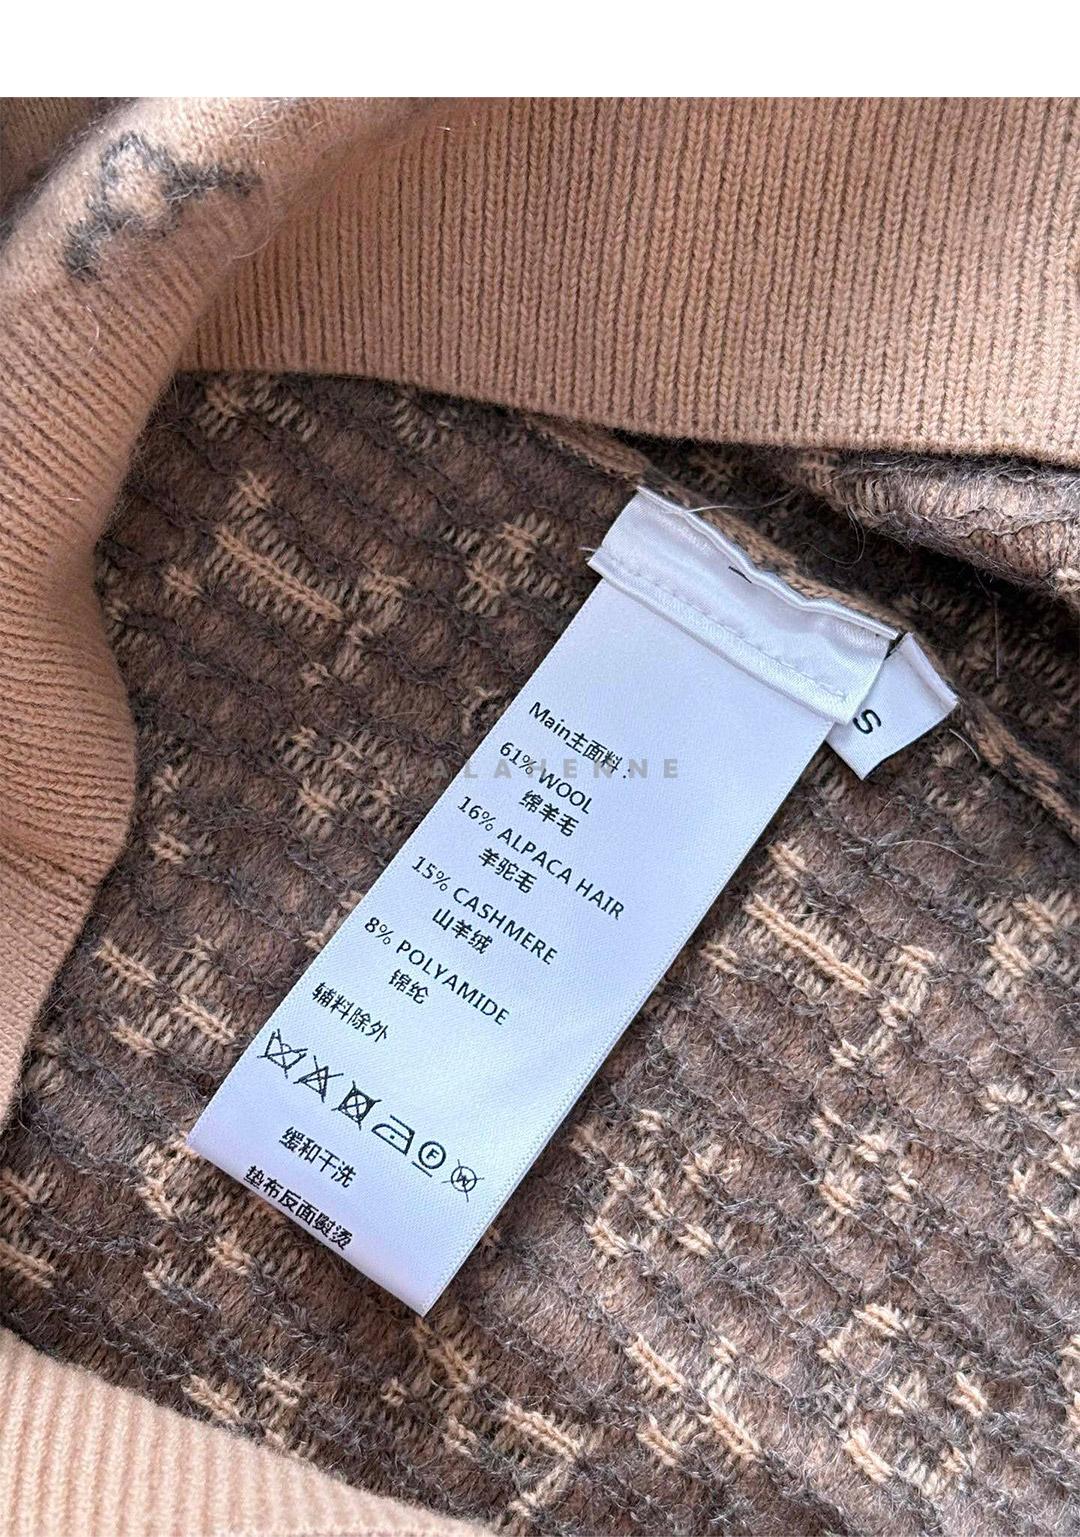 Main主面料:
61% WOOL
绵羊毛
16% ALPACA HAIR
羊驼毛
15% CASHMERE
山羊绒
8% POLYAMIDE
锦纶
辅料除外
F W
缓和干洗
垫布反面熨烫
S
ALAHENNE